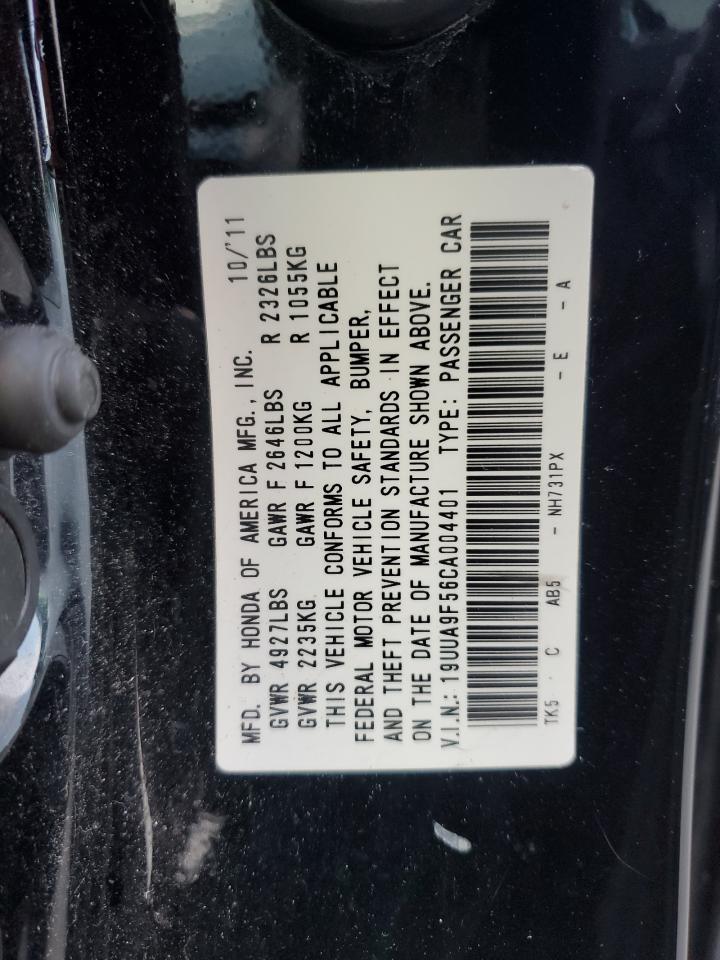 MFD. BY HONDA OF AMERICA MFG., INC. 10/'11
GVWR 4927LBS GAWR F 2646LBS R 2326LBS
GVWR 2235KG GAWR F 1200KG R 1055KG
THIS VEHICLE CONFORMS TO ALL APPLICABLE
FEDERAL MOTOR VEHICLE SAFETY, BUMPER,
AND THEFT PREVENTION STANDARDS IN EFFECT
ON THE DATE OF MANUFACTURE SHOWN ABOVE.
V.I.N.: 19UUA9F56CA004401 TYPE: PASSENGER CAR
TK5 C AB5 - NH731PX - E - A